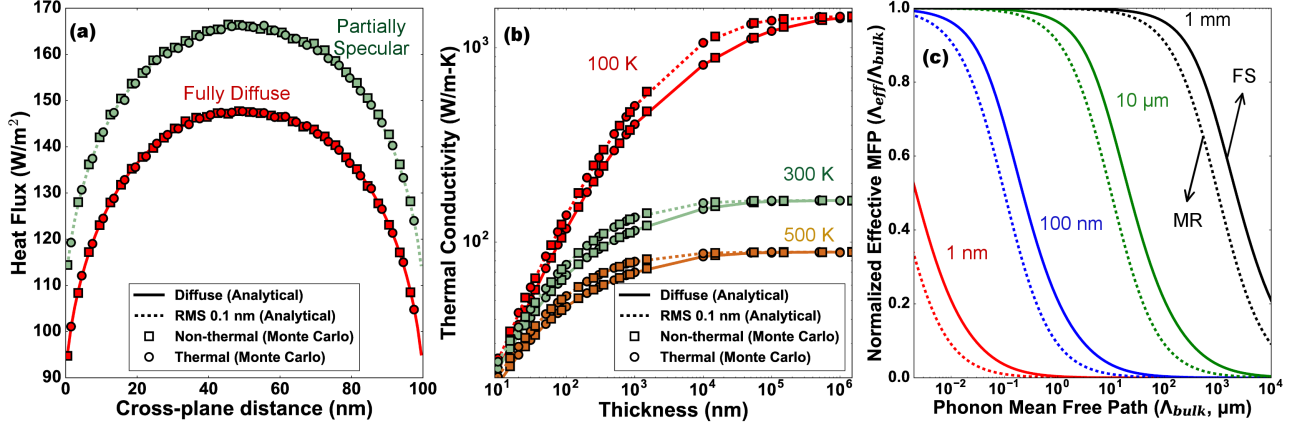 (a)
Partially
Specular
Fully Diffuse
Heat Flux (W/m²)
170
160
150
140
130
120
110
100
90
Diffuse (Analytical)
RMS 0.1 nm (Analytical)
Non-thermal (Monte Carlo)
Thermal (Monte Carlo)
0 20 40 60 80 100
Cross-plane distance (nm)
(b)
100 K
300 K
500 K
Thermal Conductivity (W/m-K)
10³
10²
Diffuse (Analytical)
RMS 0.1 nm (Analytical)
Non-thermal (Monte Carlo)
Thermal (Monte Carlo)
10¹ 10² 10³ 10⁴ 10⁵ 10⁶
Thickness (nm)
(c)
1 mm
FS
10 μm
MR
100 nm
1 nm
Normalized Effective MFP (Λeff/Λbulk)
1.0
0.8
0.6
0.4
0.2
0.0
10⁻² 10⁻¹ 10⁰ 10¹ 10² 10³ 10⁴
Phonon Mean Free Path (Λbulk, μm)